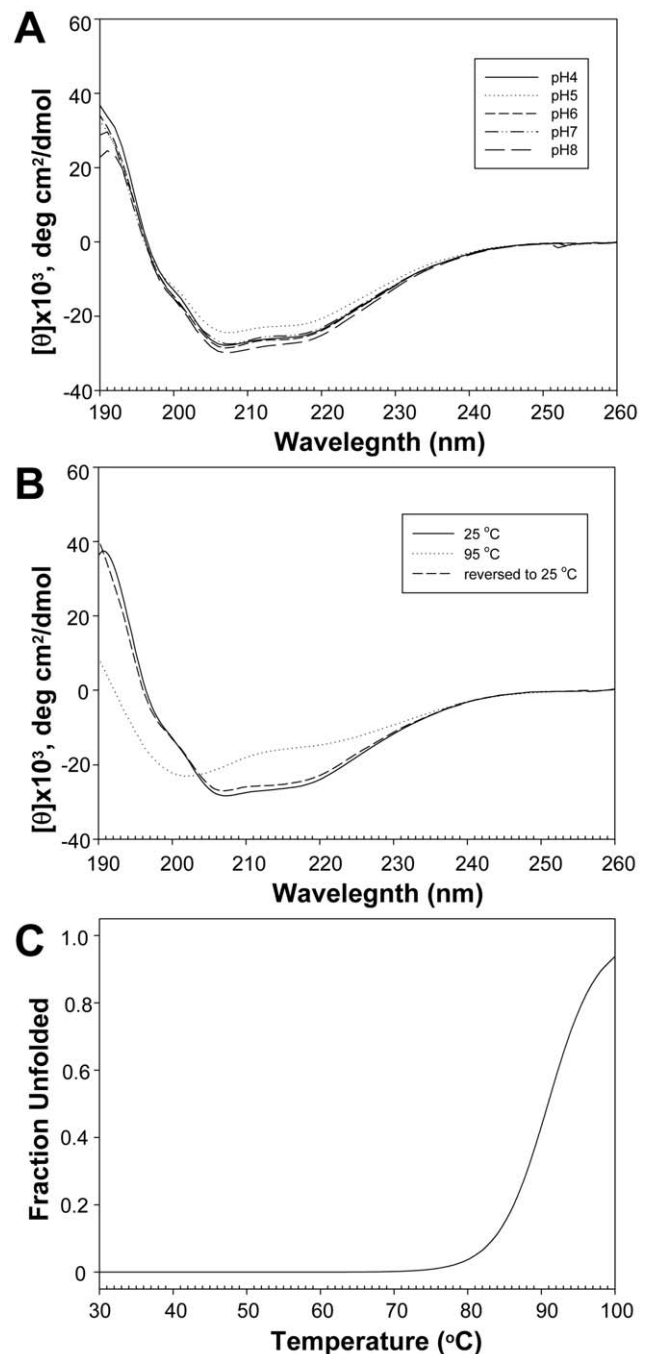 A
60
40
20
0
-20
-40
[θ]x10³, deg cm²/dmol
pH4
pH5
pH6
pH7
pH8
190 200 210 220 230 240 250 260
Wavelegnth (nm)
B
60
40
20
0
-20
-40
[θ]x10³, deg cm²/dmol
25 °C
95 °C
reversed to 25 °C
190 200 210 220 230 240 250 260
Wavelegnth (nm)
C
1.0
0.8
0.6
0.4
0.2
0
Fraction Unfolded
30 40 50 60 70 80 90 100
Temperature (°C)